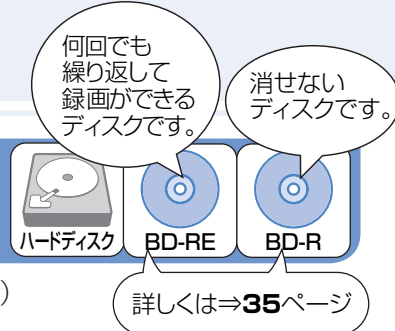 何回でも
繰り返して
録画ができる
ディスクです。
消せない
ディスクです。
ハードディスク
BD-RE
BD-R
)
詳しくは⇒35ページ